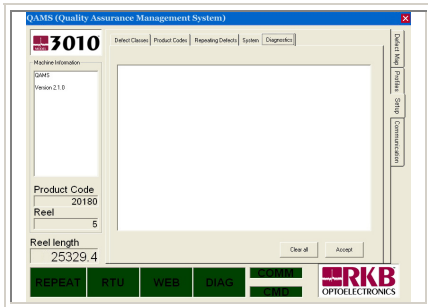 QAMS (Quality Assurance Management System)
3010
Defect Classes Product Codes Repeating Defects System Diagnostics
Machine Information
QAMS
Version 2.1.0
Product Code
20180
Reel
5
Reel length
25329.4
Clear all Accept
Defect Map
Profiles
Setup
Communication
REPEAT RTU WEB DIAG COMM
CMD
RKB
OPTOELECTRONICS